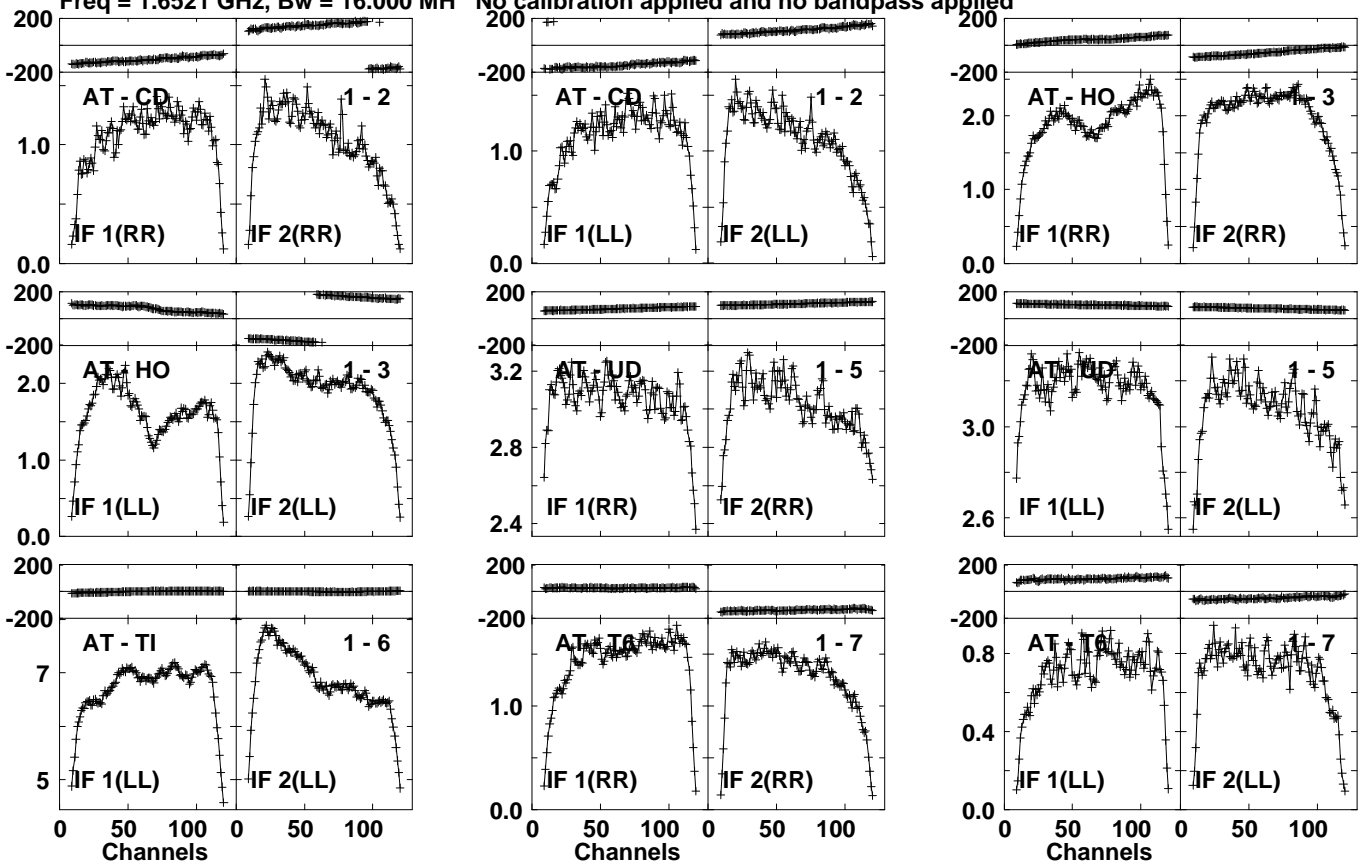 Freq = 1.6521 GHz, Bw = 16.000 MH No calibration applied and no bandpass applied
200
-200
AT - CD 1 - 2
1.0
IF 1(RR) IF 2(RR)
0.0
200
-200
AT - CD 1 - 2
1.0
IF 1(LL) IF 2(LL)
0.0
200
-200
AT - HO 1 - 3
2.0
1.0
IF 1(RR) IF 2(RR)
0.0
200
-200
AT - HO 1 - 3
2.0
1.0
IF 1(LL) IF 2(LL)
0.0
200
-200
AT - UD 1 - 5
3.2
2.8
IF 1(RR) IF 2(RR)
2.4
200
-200
AT - UD 1 - 5
3.0
IF 1(LL) IF 2(LL)
2.6
200
-200
AT - TI 1 - 6
7
IF 1(LL) IF 2(LL)
5
0 50 100 0 50 100
Channels
200
-200
AT - T6 1 - 7
1.0
IF 1(RR) IF 2(RR)
0.0
0 50 100 0 50 100
Channels
200
-200
AT - T6 1 - 7
0.8
0.4
IF 1(LL) IF 2(LL)
0.0
0 50 100 0 50 100
Channels